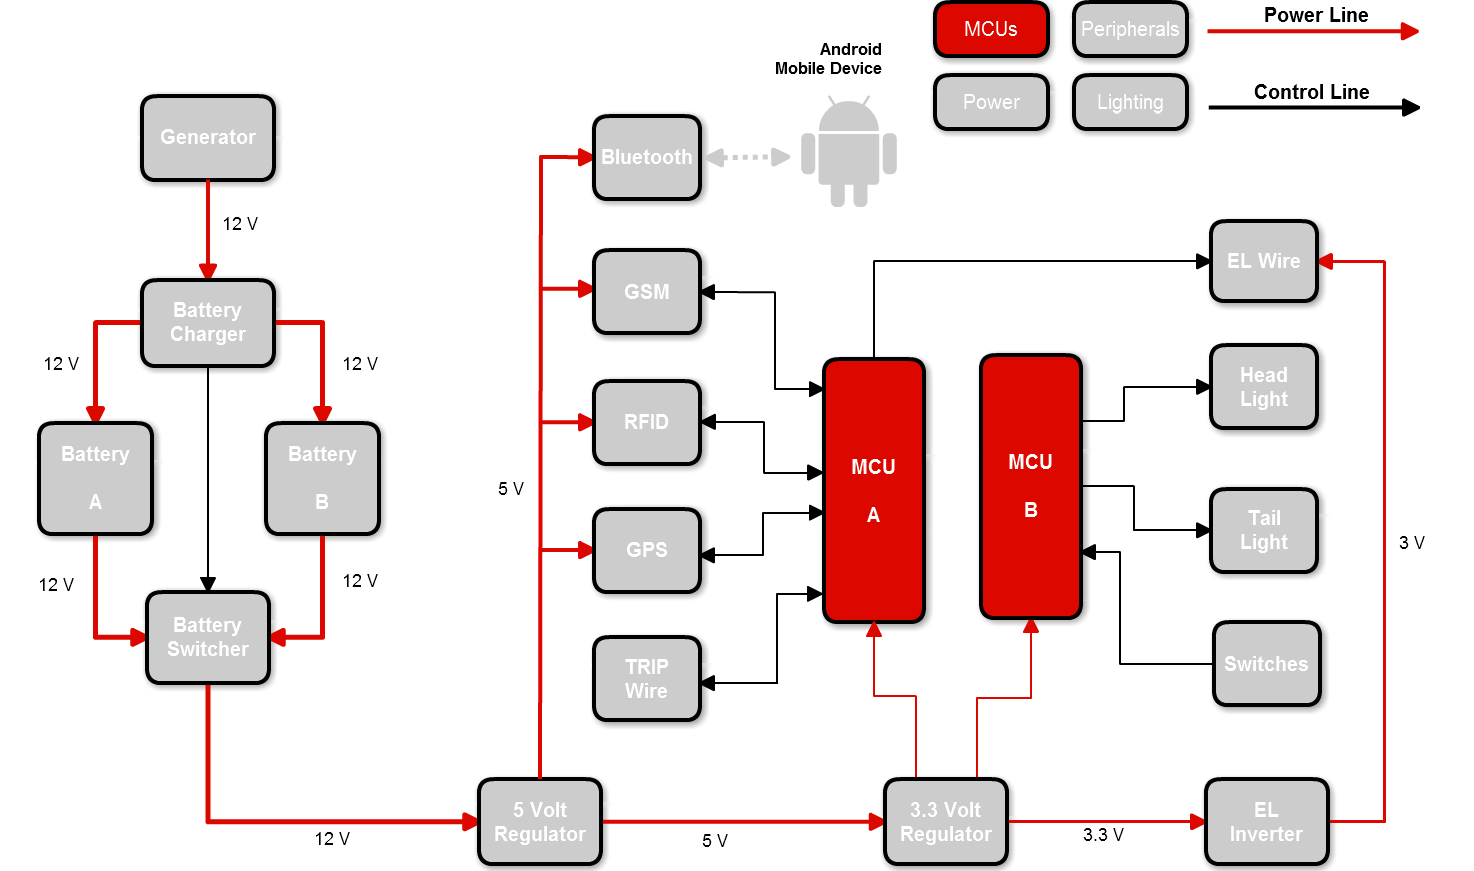 MCUs
Peripherals
Power Line
Power
Lighting
Control Line
Android
Mobile Device
Generator
12 V
Battery
Charger
12 V
12 V
Battery
A
Battery
B
12 V
12 V
Battery
Switcher
12 V
Bluetooth
GSM
RFID
5 V
GPS
TRIP
Wire
MCU
A
MCU
B
EL Wire
Head
Light
Tail
Light
3 V
Switches
5 Volt
Regulator
5 V
3.3 Volt
Regulator
3.3 V
EL
Inverter